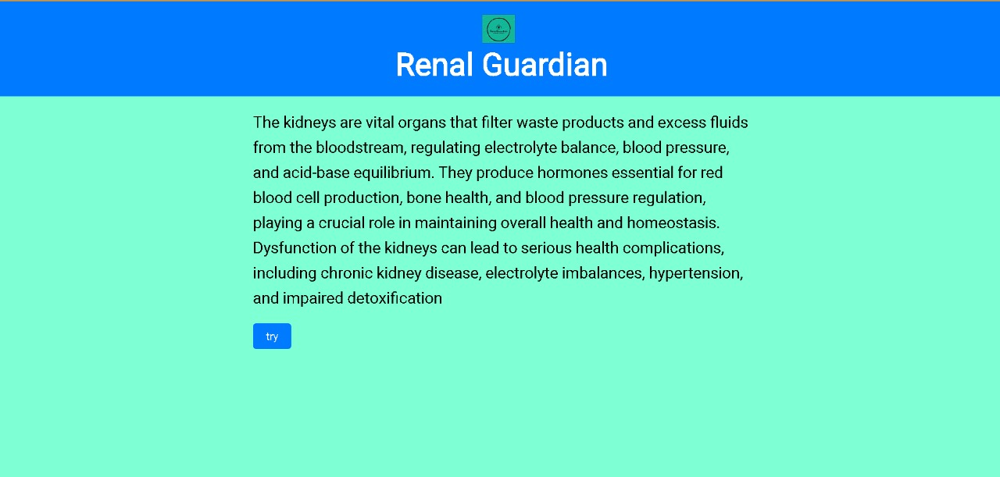 Renal Guardian
The kidneys are vital organs that filter waste products and excess fluids
from the bloodstream, regulating electrolyte balance, blood pressure,
and acid-base equilibrium. They produce hormones essential for red
blood cell production, bone health, and blood pressure regulation,
playing a crucial role in maintaining overall health and homeostasis.
Dysfunction of the kidneys can lead to serious health complications,
including chronic kidney disease, electrolyte imbalances, hypertension,
and impaired detoxification
try